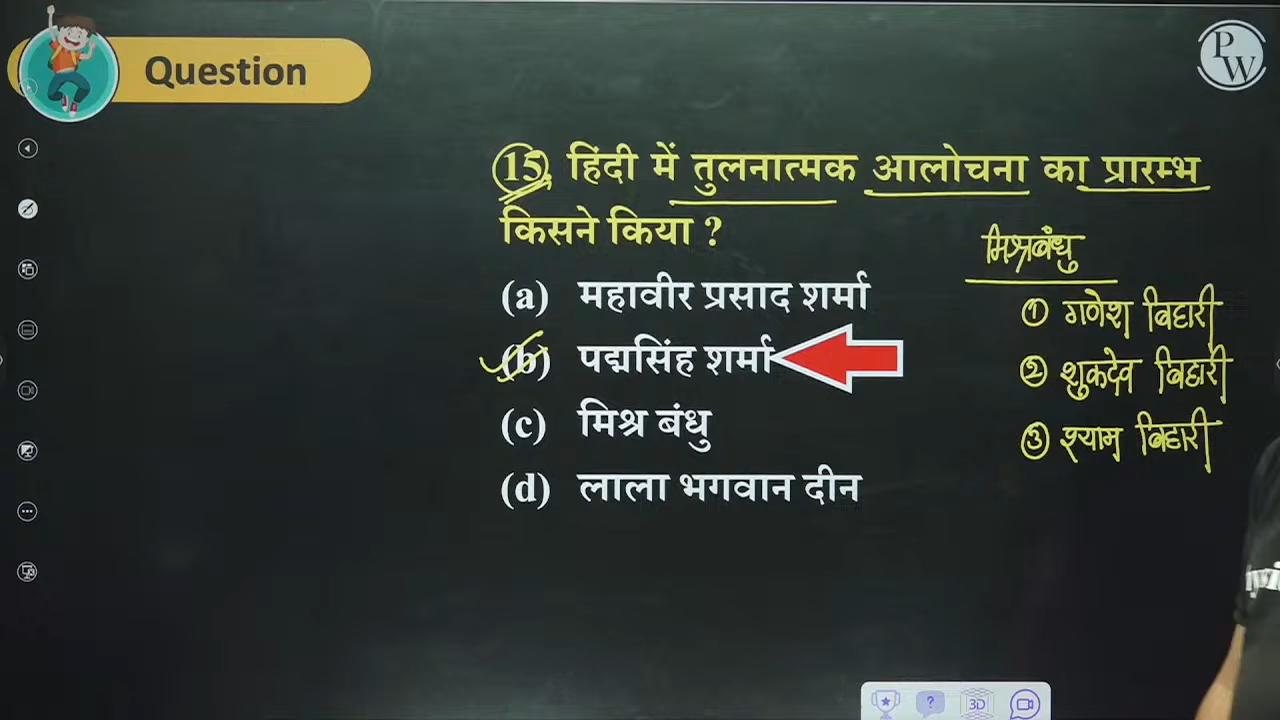 Question
PW
15. हिंदी में तुलनात्मक आलोचना का प्रारम्भ
किसने किया ?
(a) महावीर प्रसाद शर्मा
(b) पद्मसिंह शर्मा
(c) मिश्र बंधु
(d) लाला भगवान दीन
मिश्रबंधु
① गणेश बिहारी
② शुकदेव बिहारी
③ श्याम बिहारी
3D